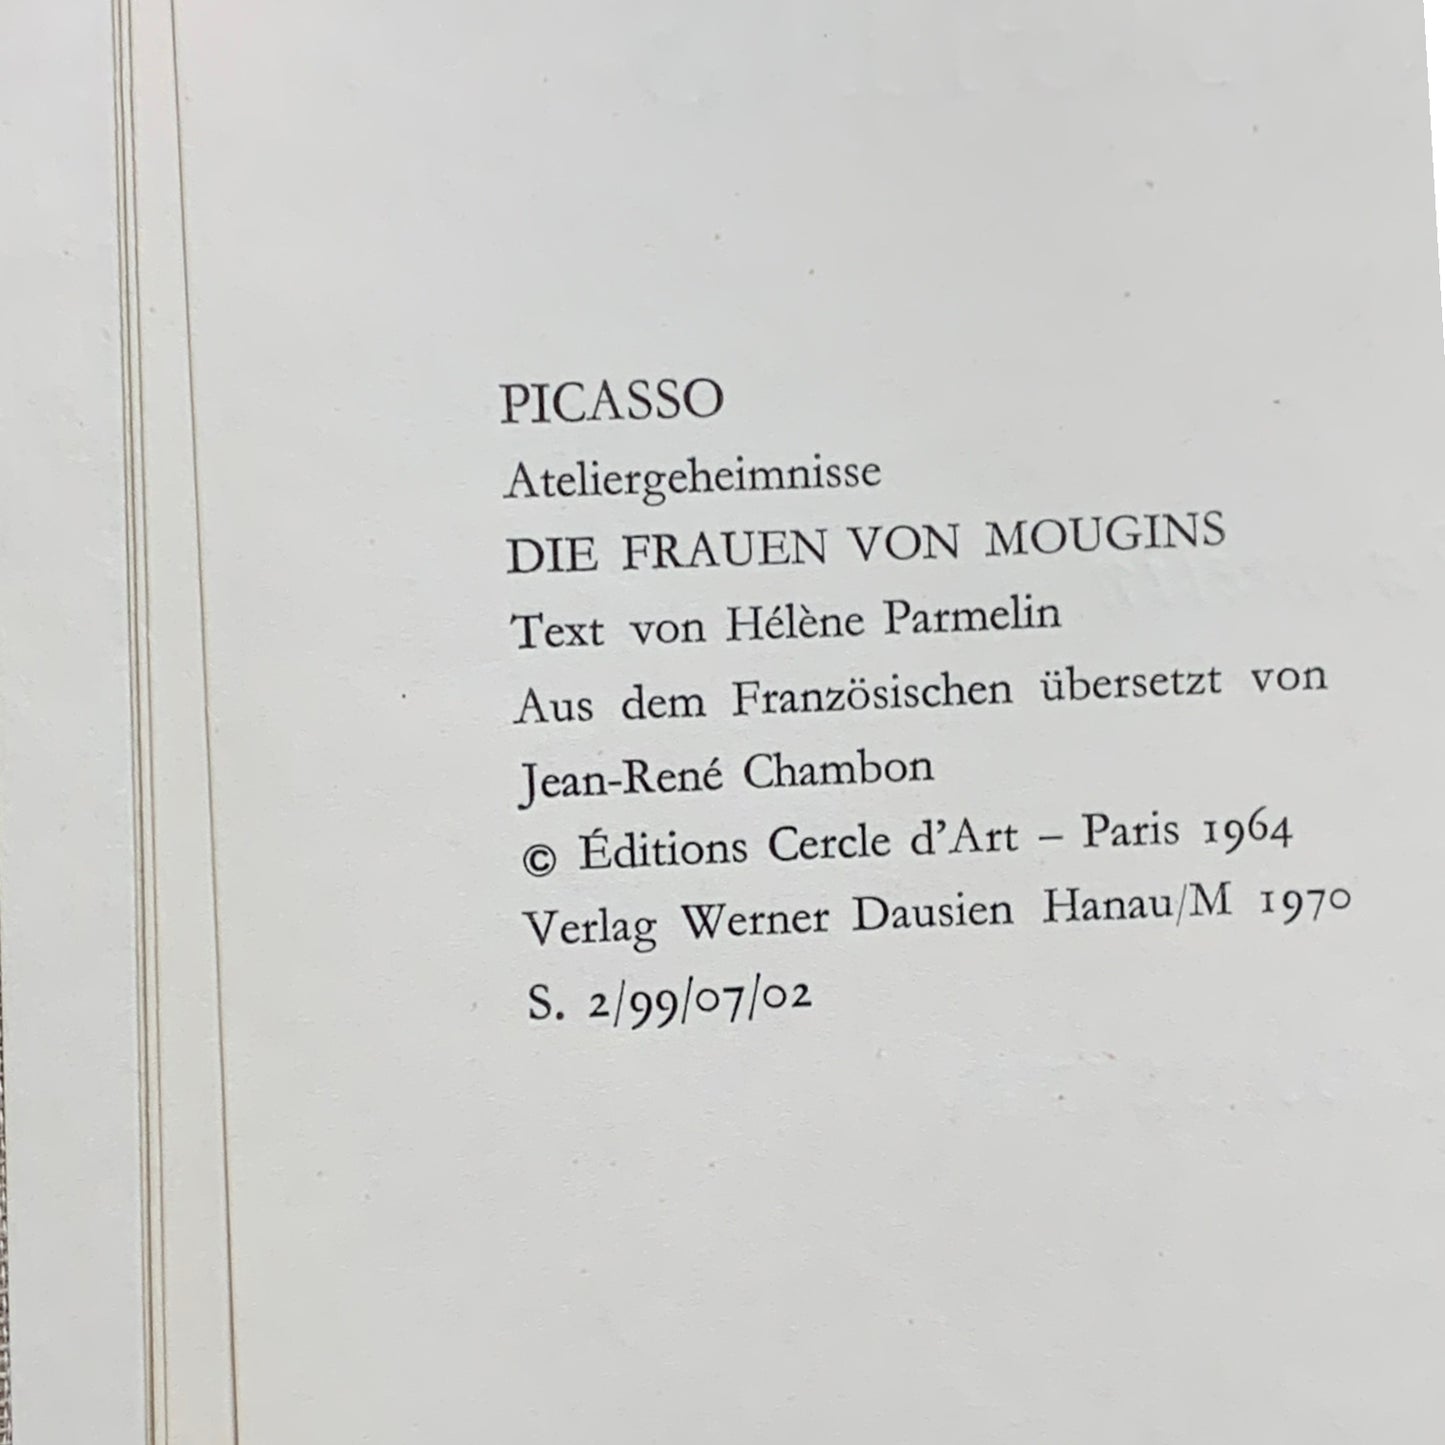 PICASSO
Ateliergeheimnisse
DIE FRAUEN VON MOUGINS
Text von Hélène Parmelin
Aus dem Französischen übersetzt von
Jean-René Chambon
© Éditions Cercle d’Art – Paris 1964
Verlag Werner Dausien Hanau/M 1970
S. 2/99/07/02